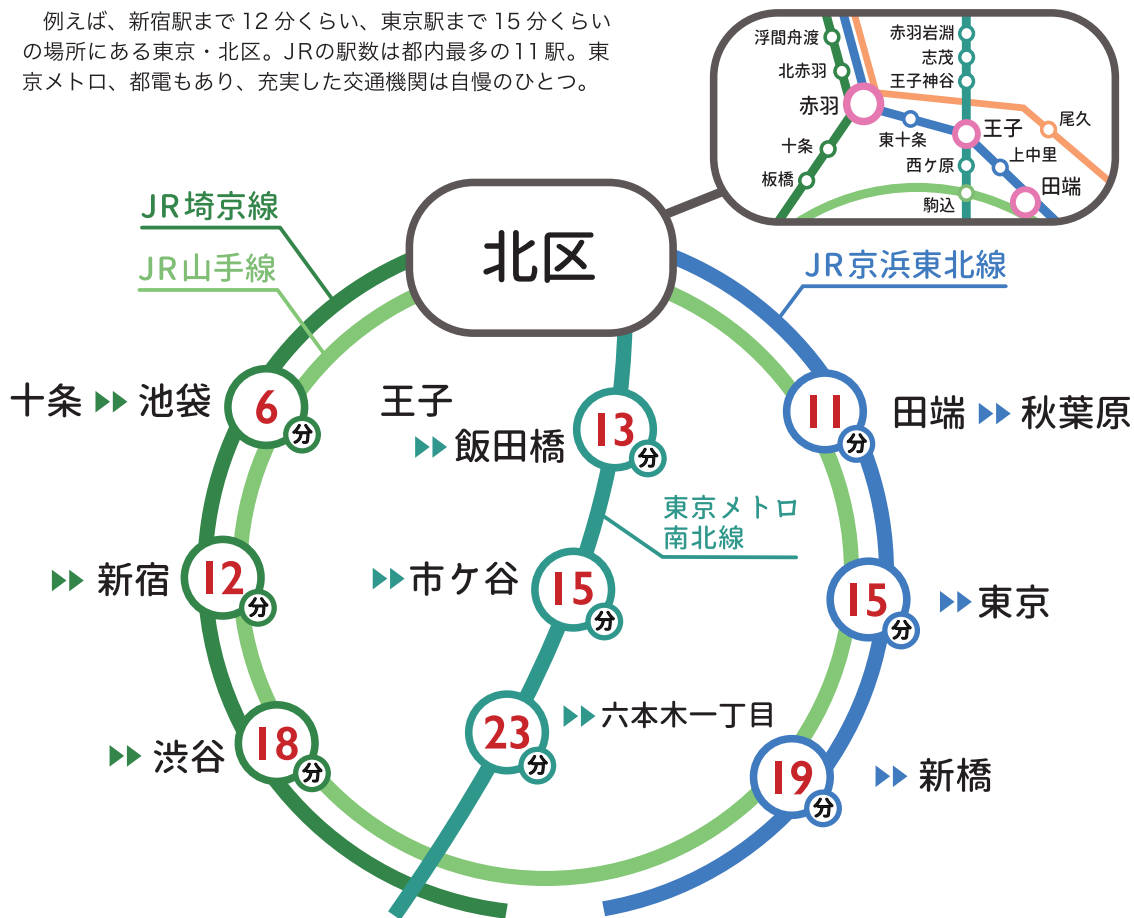 例えば、新宿駅まで12分くらい、東京駅まで15分くらい
の場所にある東京・北区。JRの駅数は都内最多の11駅。東
京メトロ、都電もあり、充実した交通機関は自慢のひとつ。
浮間舟渡
北赤羽
赤羽
十条
板橋
赤羽岩淵
志茂
王子神谷
東十条
王子
西ケ原
駒込
尾久
上中里
田端
JR埼京線
JR山手線
北区
JR京浜東北線
十条 池袋
6
分
王子
飯田橋
13
分
11
分
田端 秋葉原
東京メトロ
南北線
新宿
12
分
市ケ谷
15
分
15
分
東京
渋谷
18
分
23
分
六本木一丁目
19
分
新橋